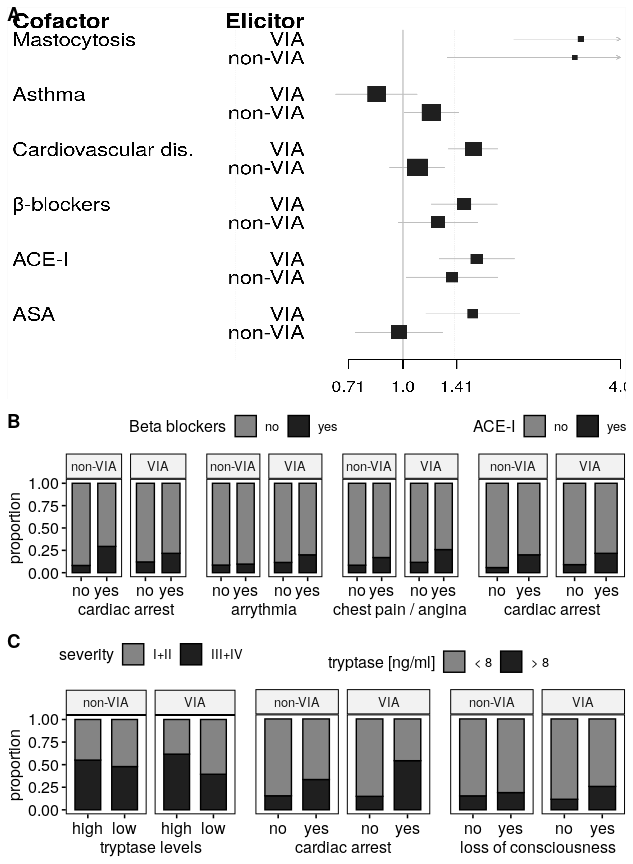 A
Cofactor Elicitor
Mastocytosis VIA
non-VIA
Asthma VIA
non-VIA
Cardiovascular dis. VIA
non-VIA
β-blockers VIA
non-VIA
ACE-I VIA
non-VIA
ASA VIA
non-VIA
0.71 1.0 1.41 4.0
B
Beta blockers no yes ACE-I no yes
non-VIA VIA non-VIA VIA non-VIA VIA non-VIA VIA
proportion
1.00
0.75
0.50
0.25
0.00
no yes no yes no yes no yes no yes no yes no yes no yes
cardiac arrest arrythmia chest pain / angina cardiac arrest
C
severity I+II III+IV tryptase [ng/ml] < 8 > 8
non-VIA VIA non-VIA VIA non-VIA VIA
proportion
1.00
0.75
0.50
0.25
0.00
high low high low no yes no yes no yes no yes
tryptase levels cardiac arrest loss of consciousness